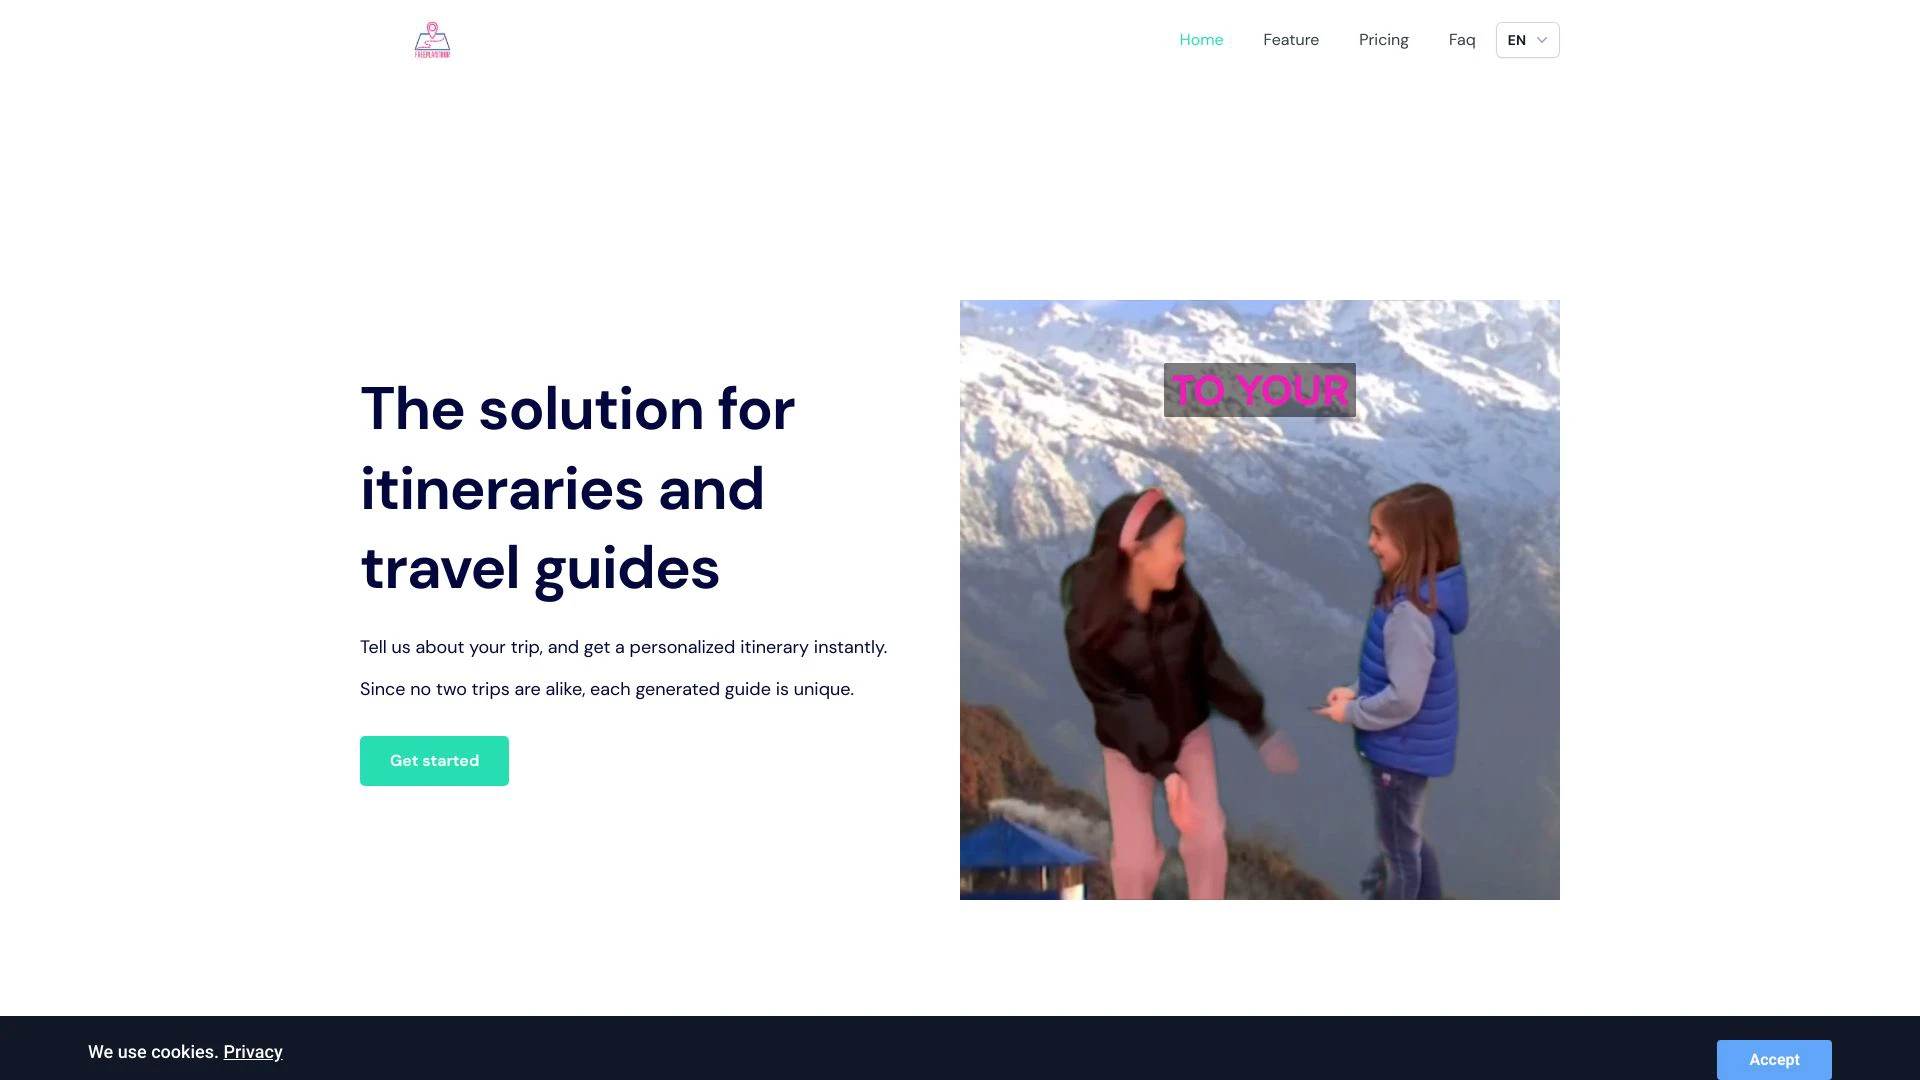 FREEPLANTOUR
Home
Feature
Pricing
Faq
EN
The solution for
itineraries and
travel guides
Tell us about your trip, and get a personalized itinerary instantly.
Since no two trips are alike, each generated guide is unique.
Get started
TO YOUR
We use cookies. Privacy
Accept